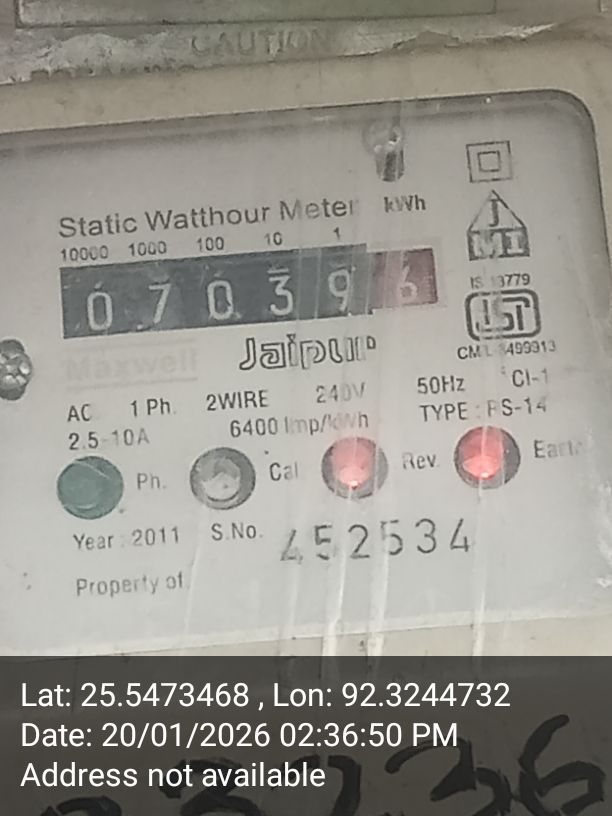 CAUTION
Static Watthour Meter kWh
10000 1000 100 10 1
0 7 0 3 9 6
Maxwell
Jaipur
IS 13779
ISI
CM/L 8499913
AC 1 Ph. 2WIRE 240V 50Hz Cl-1
2.5-10A 6400 Imp/kWh TYPE : PS-14
Ph. Cal Rev. Earth
Year : 2011 S.No. 452534
Property of
Lat: 25.5473468 , Lon: 92.3244732
Date: 20/01/2026 02:36:50 PM
Address not available